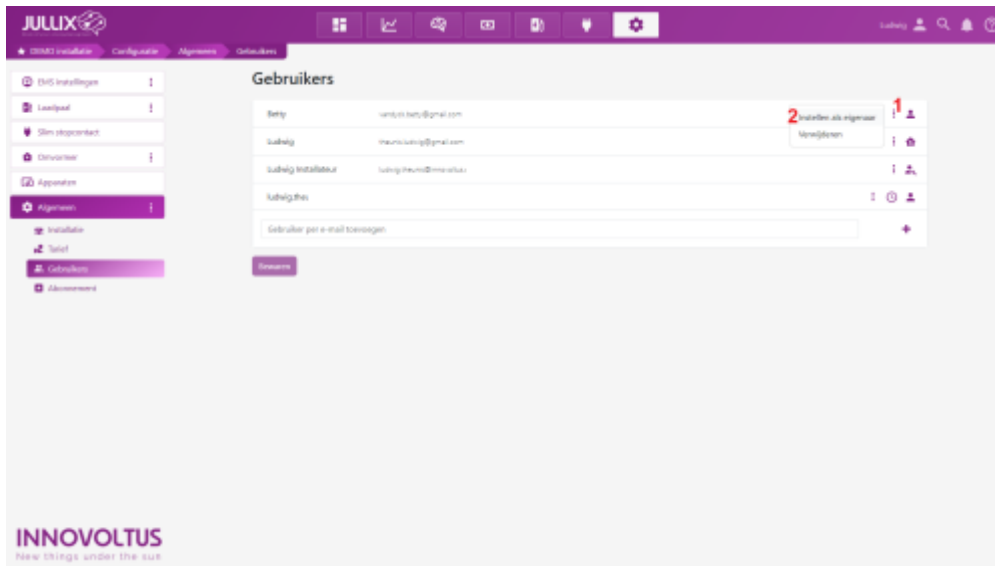 JULLIX
Ludwig
DEMO installatie Configuratie Algemeen Gebruikers
EMS instellingen
Laadpaal
Slim stopcontact
Omvormer
Apparaten
Algemeen
Installatie
Tarief
Gebruikers
Abonnement
Gebruikers
Betty
1
2 Instellen als eigenaar
Verwijderen
Ludwig
Ludwig Installateur
ludwig.theu
Gebruiker per e-mail toevoegen
Bewaren
INNOVOLTUS
New things under the sun